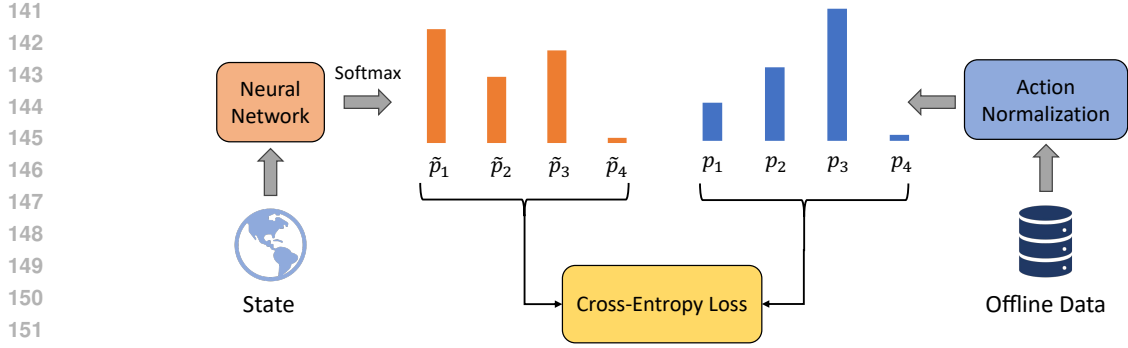 141
142
143
144
145
146
147
148
149
150
151
Neural
Network
Softmax
Action
Normalization
p̃₁ p̃₂ p̃₃ p̃₄
p₁ p₂ p₃ p₄
State
Cross-Entropy Loss
Offline Data